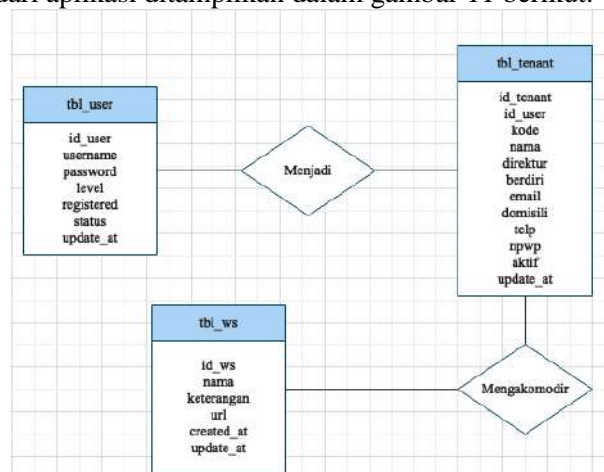 dari aplikasi ditampilkan dalam gambar 11 berikut.
tbl_user
id_user
username
password
level
registered
status
update_at
Menjadi
tbl_tenant
id_tenant
id_user
kode
nama
direktur
berdiri
email
domisili
telp
npwp
aktif
update_at
tbl_ws
id_ws
nama
keterangan
url
created_at
update_at
Mengakomodir